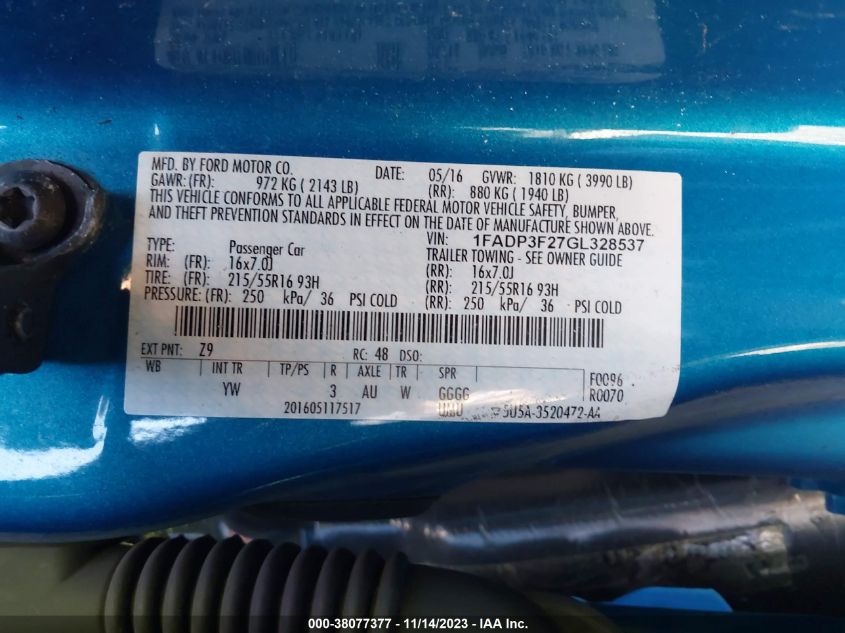 MFD. BY FORD MOTOR CO.
DATE: 05/16 GVWR: 1810 KG ( 3990 LB)
GAWR:(FR): 972 KG ( 2143 LB) (RR): 880 KG ( 1940 LB)
THIS VEHICLE CONFORMS TO ALL APPLICABLE FEDERAL MOTOR VEHICLE SAFETY, BUMPER,
AND THEFT PREVENTION STANDARDS IN EFFECT ON THE DATE OF MANUFACTURE SHOWN ABOVE.
VIN: 1FADP3F27GL328537
TYPE: Passenger Car TRAILER TOWING - SEE OWNER GUIDE
RIM: (FR): 16x7.0J (RR): 16x7.0J
TIRE: (FR): 215/55R16 93H (RR): 215/55R16 93H
PRESSURE: (FR): 250 kPa/ 36 PSI COLD (RR): 250 kPa/ 36 PSI COLD
EXT PNT: Z9 RC: 48 DSO:
WB INT TR TP/PS R AXLE TR SPR
YW 3 AU W GGGG
F0096
R0070
201605117517
5U5A-3520472-AA
000-38077377 - 11/14/2023 - IAA Inc.